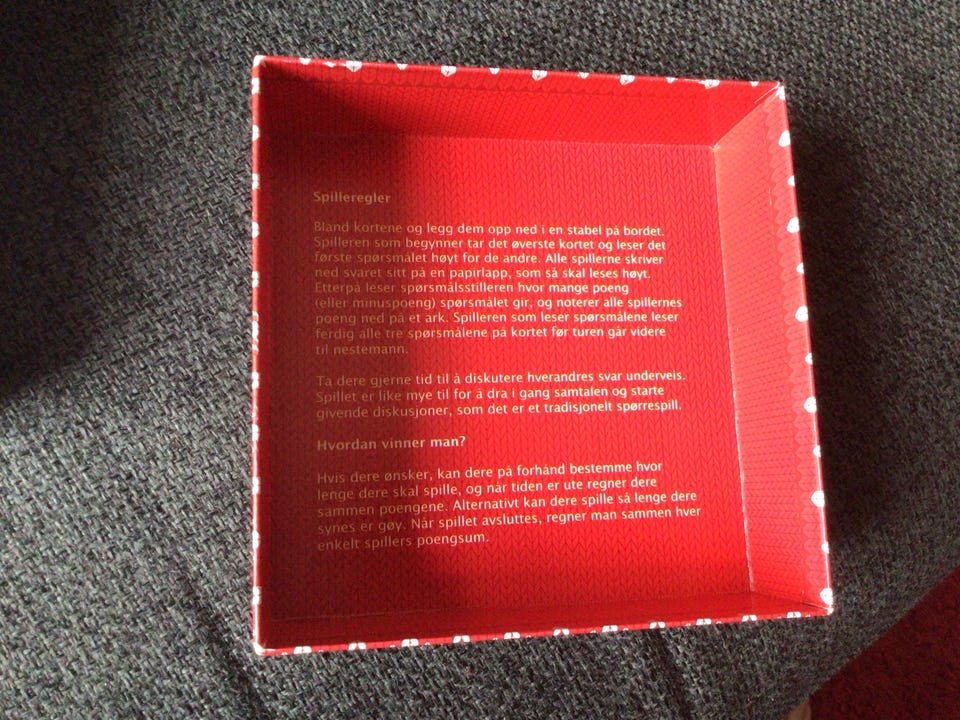 Spilleregler
Bland kortene og legg dem opp ned i en stabel på bordet.
Spilleren som begynner tar det øverste kortet og leser det
første spørsmålet høyt for de andre. Alle spillerne skriver
ned svaret sitt på en papirlapp, som så skal leses høyt.
Etterpå leser spørsmålsstilleren hvor mange poeng
(eller minuspoeng) spørsmålet gir, og noterer alle spillernes
poeng ned på et ark. Spilleren som leser spørsmålene leser
ferdig alle tre spørsmålene på kortet før turen går videre
til nestemann.
Ta dere gjerne tid til å diskutere hverandres svar underveis.
Spillet er like mye til for å dra i gang samtalen og starte
givende diskusjoner, som det er et tradisjonelt spørrespill.
Hvordan vinner man?
Hvis dere ønsker, kan dere på forhånd bestemme hvor
lenge dere skal spille, og når tiden er ute regner dere
sammen poengene. Alternativt kan dere spille så lenge dere
synes er gøy. Når spillet avsluttes, regner man sammen hver
enkelt spillers poengsum.